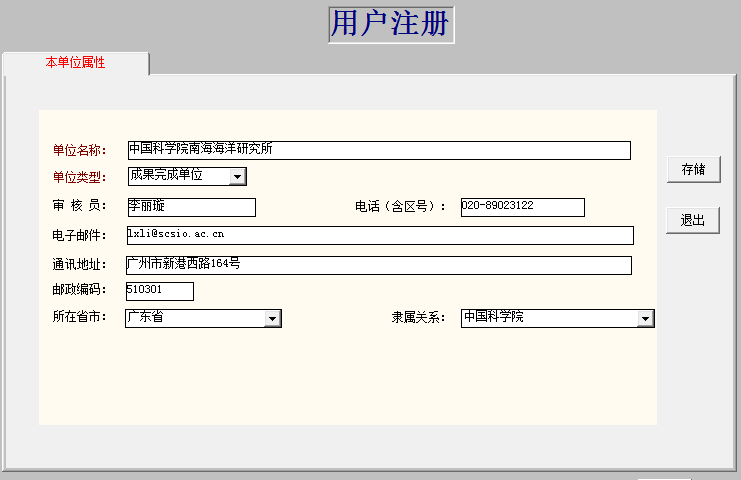 用户注册
本单位属性
单位名称： 中国科学院南海海洋研究所
单位类型： 成果完成单位
存储
审 核 员： 李丽璇 电话（含区号）： 020-89023122
退出
电子邮件： lxli@scsio.ac.cn
通讯地址： 广州市新港西路164号
邮政编码： 510301
所在省市： 广东省 隶属关系： 中国科学院